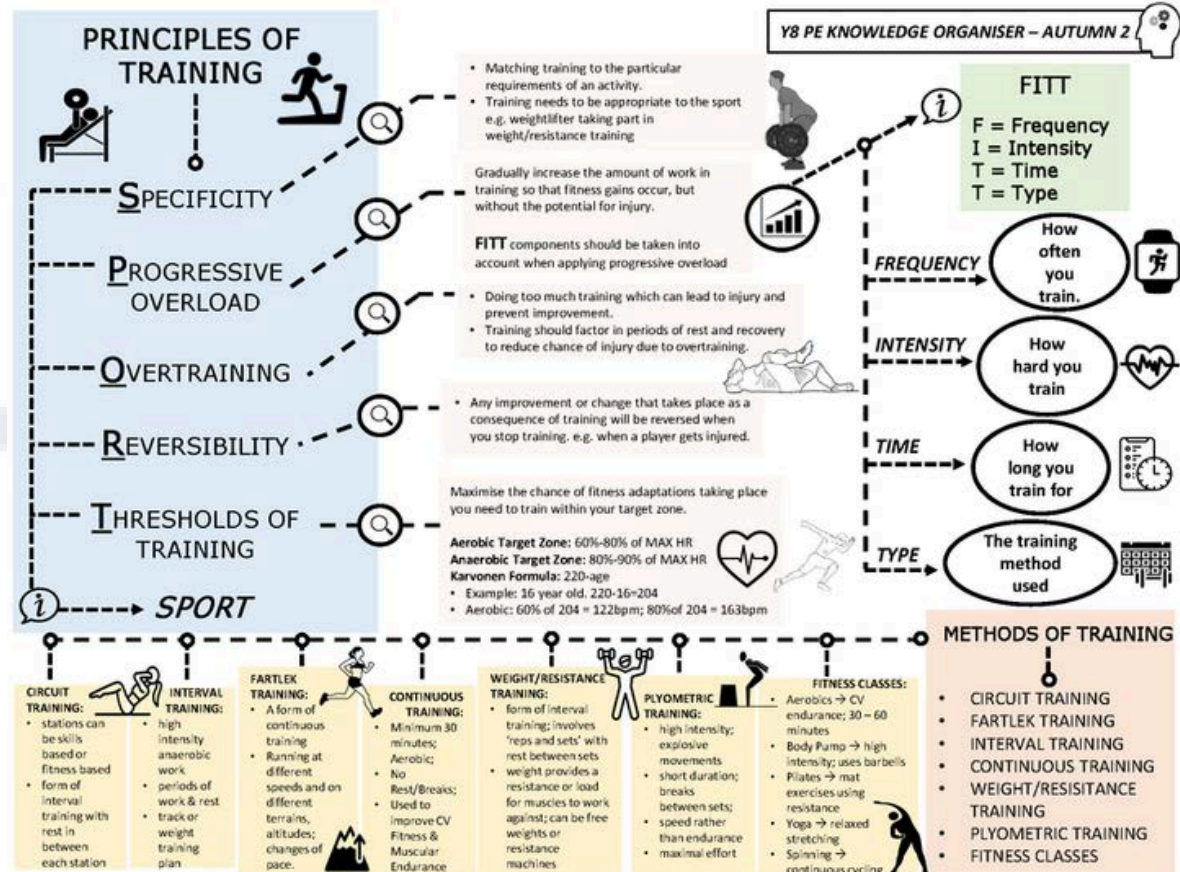 Y8 PE KNOWLEDGE ORGANISER – AUTUMN 2
PRINCIPLES OF
TRAINING
SPECIFICITY
PROGRESSIVE
OVERLOAD
OVERTRAINING
REVERSIBILITY
THRESHOLDS OF
TRAINING
SPORT
• Matching training to the particular
requirements of an activity.
• Training needs to be appropriate to the sport
e.g. weightlifter taking part in
weight/resistance training
Gradually increase the amount of work in
training so that fitness gains occur, but
without the potential for injury.
FITT components should be taken into
account when applying progressive overload
• Doing too much training which can lead to injury and
prevent improvement.
• Training should factor in periods of rest and recovery
to reduce chance of injury due to overtraining.
• Any improvement or change that takes place as a
consequence of training will be reversed when
you stop training. e.g. when a player gets injured.
Maximise the chance of fitness adaptations taking place
you need to train within your target zone.
Aerobic Target Zone: 60%-80% of MAX HR
Anaerobic Target Zone: 80%-90% of MAX HR
Karvonen Formula: 220-age
• Example: 16 year old. 220-16=204
• Aerobic: 60% of 204 = 122bpm; 80%of 204 = 163bpm
i
i
FITT
F = Frequency
I = Intensity
T = Time
T = Type
FREQUENCY
How
often
you
train.
INTENSITY
How
hard you
train
TIME
How
long you
train for
TYPE
The training
method
used
METHODS OF TRAINING
• CIRCUIT TRAINING
• FARTLEK TRAINING
• INTERVAL TRAINING
• CONTINUOUS TRAINING
• WEIGHT/RESISITANCE
TRAINING
• PLYOMETRIC TRAINING
• FITNESS CLASSES
CIRCUIT
TRAINING:
• stations can
be skills
based or
fitness based
• form of
interval
training with
rest in
between
each station
INTERVAL
TRAINING:
• high
intensity
anaerobic
work
• periods of
work & rest
• track or
weight
training
plan
FARTLEK
TRAINING:
• A form of
continuous
training
• Running at
different
speeds and on
different
terrains,
altitudes;
changes of
pace.
CONTINUOUS
TRAINING:
• Minimum 30
minutes;
Aerobic;
• No
Rest/Breaks;
• Used to
improve CV
Fitness &
Muscular
Endurance
WEIGHT/RESISTANCE
TRAINING:
• form of interval
training; involves
'reps and sets' with
rest between sets
• weight provides a
resistance or load
for muscles to work
against; can be free
weights or
resistance
machines
PLYOMETRIC
TRAINING:
• high intensity;
explosive
movements
• short duration;
breaks
between sets;
• speed rather
than endurance
• maximal effort
FITNESS CLASSES:
• Aerobics → CV
endurance; 30 – 60
minutes
• Body Pump → high
intensity; uses barbells
• Pilates → mat
exercises using
resistance
• Yoga → relaxed
stretching
• Spinning →
continuous cycling